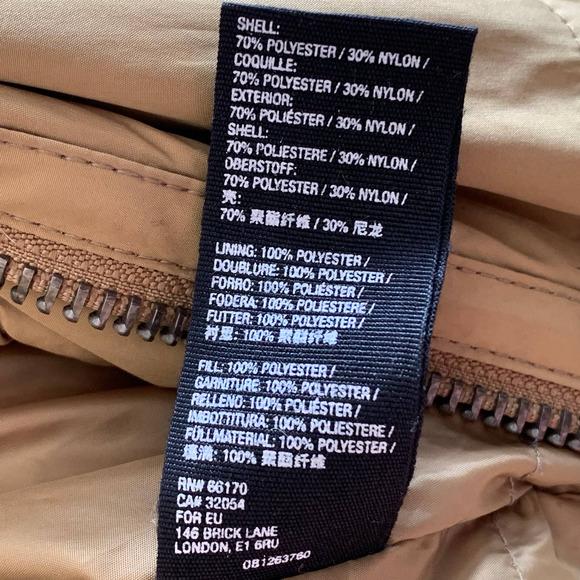 SHELL:
70% POLYESTER / 30% NYLON /
COQUILLE:
70% POLYESTER / 30% NYLON /
EXTERIOR:
70% POLIÉSTER / 30% NYLON /
SHELL:
70% POLIESTERE / 30% NYLON /
OBERSTOFF:
70% POLYESTER / 30% NYLON /
壳:
70% 聚酯纤维 / 30% 尼龙
LINING: 100% POLYESTER /
DOUBLURE: 100% POLYESTER /
FORRO: 100% POLIÉSTER /
FODERA: 100% POLIESTERE /
FUTTER: 100% POLYESTER /
衬里: 100% 聚酯纤维
FILL: 100% POLYESTER /
GARNITURE: 100% POLYESTER /
RELLENO: 100% POLIÉSTER /
IMBOTTITURA: 100% POLIESTERE /
FÜLLMATERIAL: 100% POLYESTER /
填满: 100% 聚酯纤维
RN# 66170
CA# 32054
FOR EU
146 BRICK LANE
LONDON, E1 6RU
OB1263760